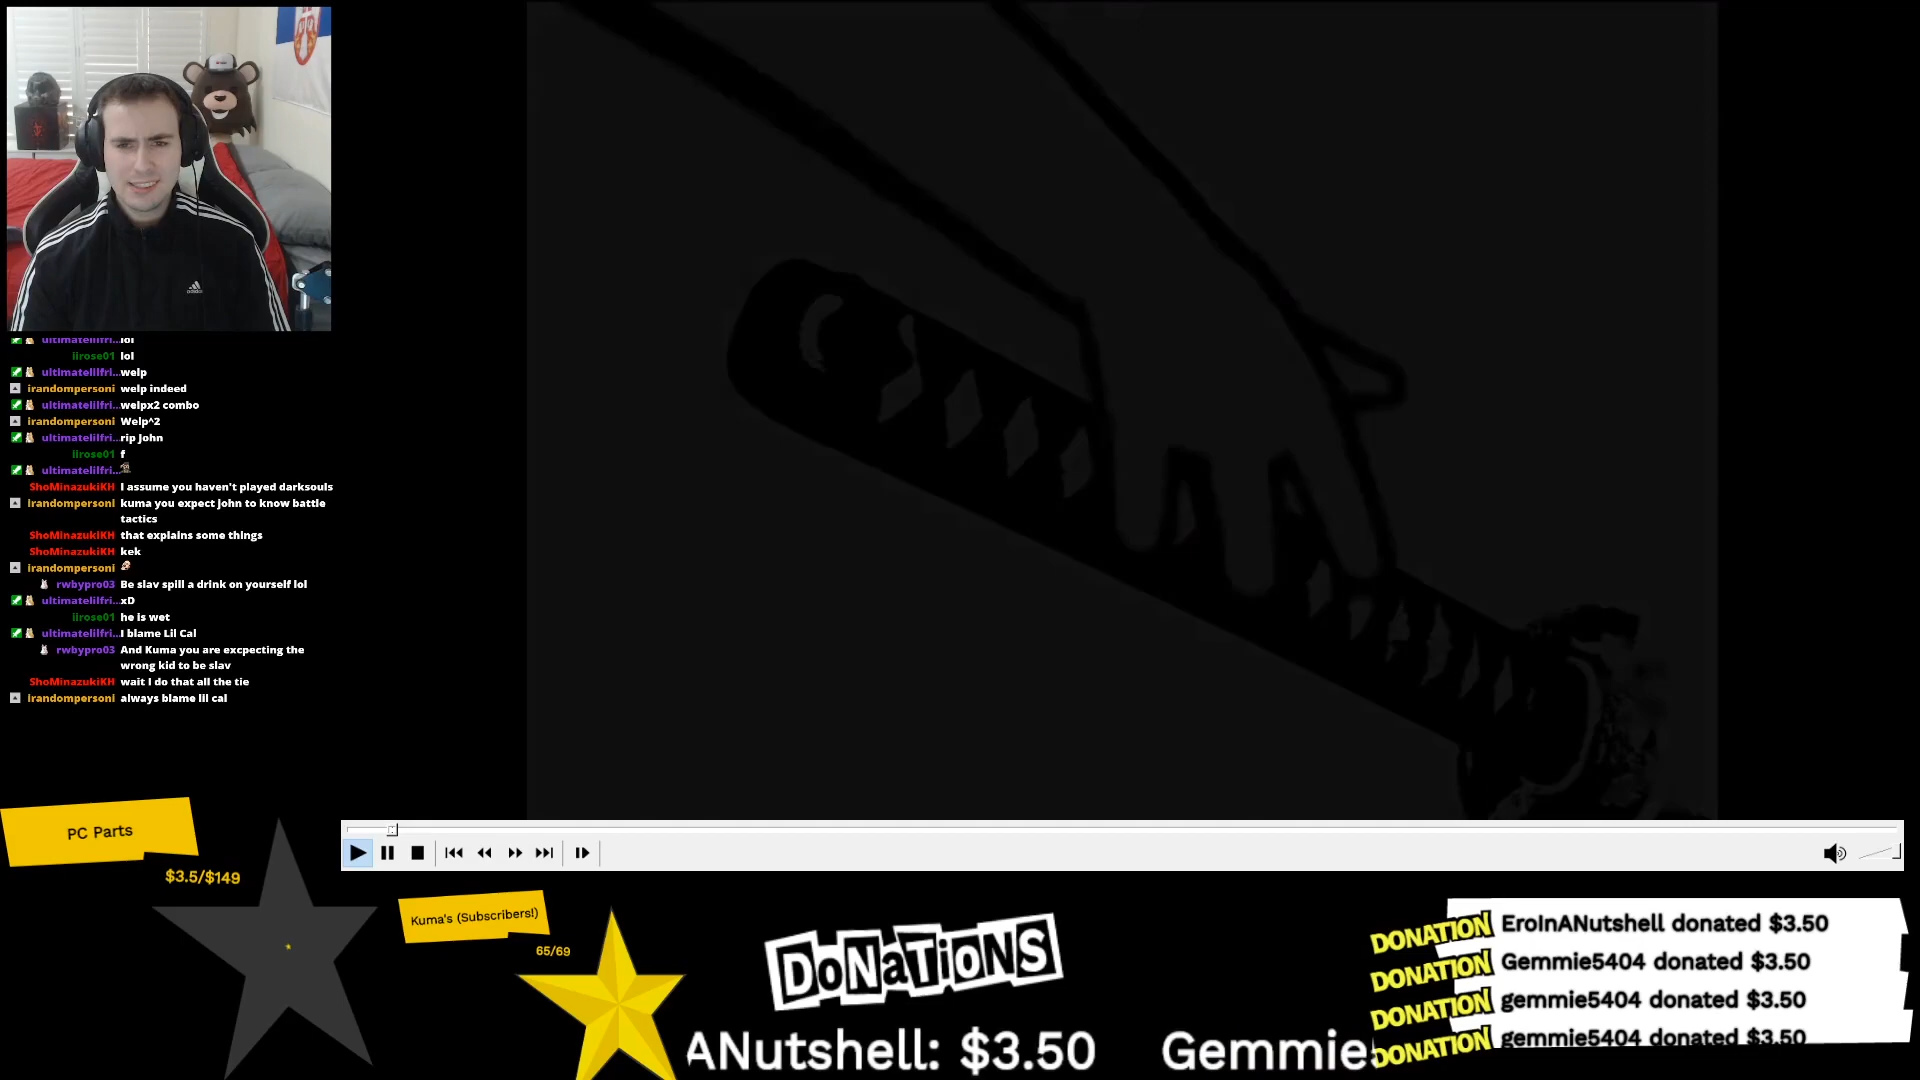 ultimatelilfri... lol
iirose01 lol
ultimatelilfri... welp
irandompersoni welp indeed
ultimatelilfri... welpx2 combo
irandompersoni Welp^2
ultimatelilfri... rip John
iirose01 f
ultimatelilfri...
ShoMinazukiKH I assume you haven't played darksouls
irandompersoni kuma you expect john to know battle
tactics
ShoMinazukiKH that explains some things
ShoMinazukiKH kek
irandompersoni
rwbypro03 Be slav spill a drink on yourself lol
ultimatelilfri... xD
iirose01 he is wet
ultimatelilfri... I blame Lil Cal
rwbypro03 And Kuma you are excpecting the
wrong kid to be slav
ShoMinazukiKH wait I do that all the tie
irandompersoni always blame lil cal
PC Parts
$3.5/$149
Kuma's (Subscribers!)
65/69
DoNaTiONS
ANutshell: $3.50 Gemmie
DONATION EroInANutshell donated $3.50
DONATION Gemmie5404 donated $3.50
DONATION gemmie5404 donated $3.50
DONATION gemmie5404 donated $3.50
adidas